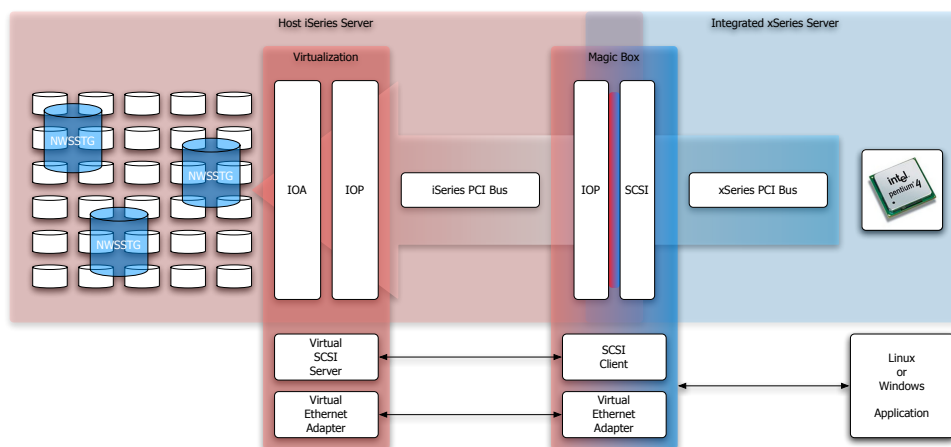 Host iSeries Server
Integrated xSeries Server
Virtualization
Magic Box
NWSSTG
NWSSTG
NWSSTG
IOA
IOP
iSeries PCI Bus
IOP
SCSI
xSeries PCI Bus
intel
pentium 4
Virtual
SCSI
Server
SCSI
Client
Virtual
Ethernet
Adapter
Virtual
Ethernet
Adapter
Linux
or
Windows
Application